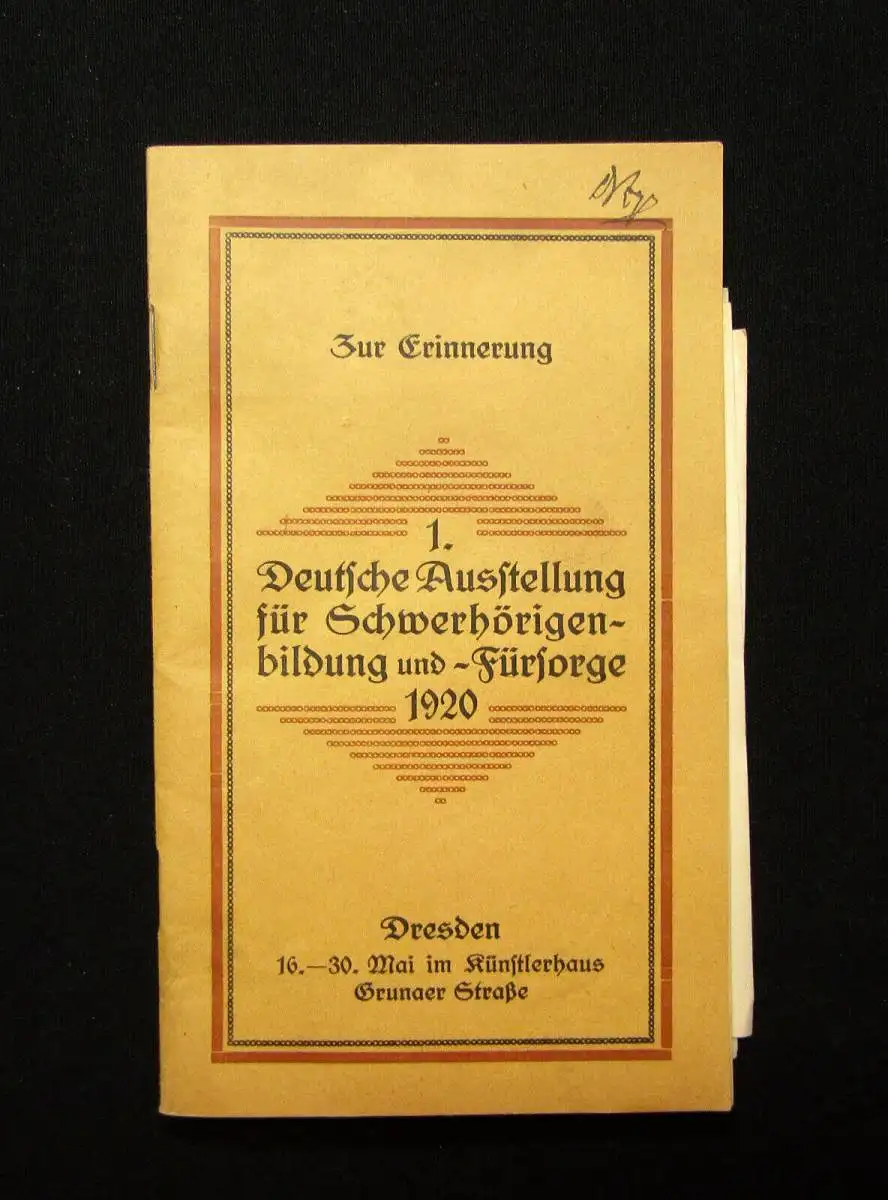 Zur Erinnerung
1.
Deutsche Ausstellung
für Schwerhörigen-
bildung und -Fürsorge
1920
Dresden
16.—30. Mai im Künstlerhaus
Grunaer Straße